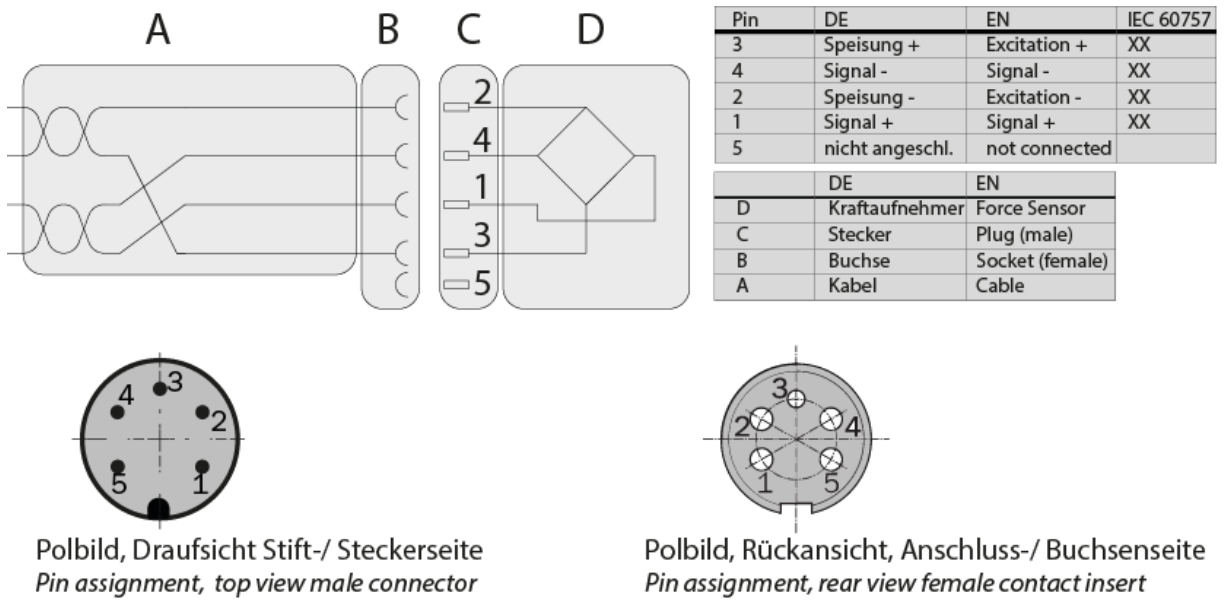 A B C D
2
4
1
3
5
Pin DE EN IEC 60757
3 Speisung + Excitation + XX
4 Signal - Signal - XX
2 Speisung - Excitation - XX
1 Signal + Signal + XX
5 nicht angeschl. not connected
DE EN
D Kraftaufnehmer Force Sensor
C Stecker Plug (male)
B Buchse Socket (female)
A Kabel Cable
3
4 2
5 1
Polbild, Draufsicht Stift-/ Steckerseite
Pin assignment, top view male connector
3
2 4
1 5
Polbild, Rückansicht, Anschluss-/ Buchsenseite
Pin assignment, rear view female contact insert